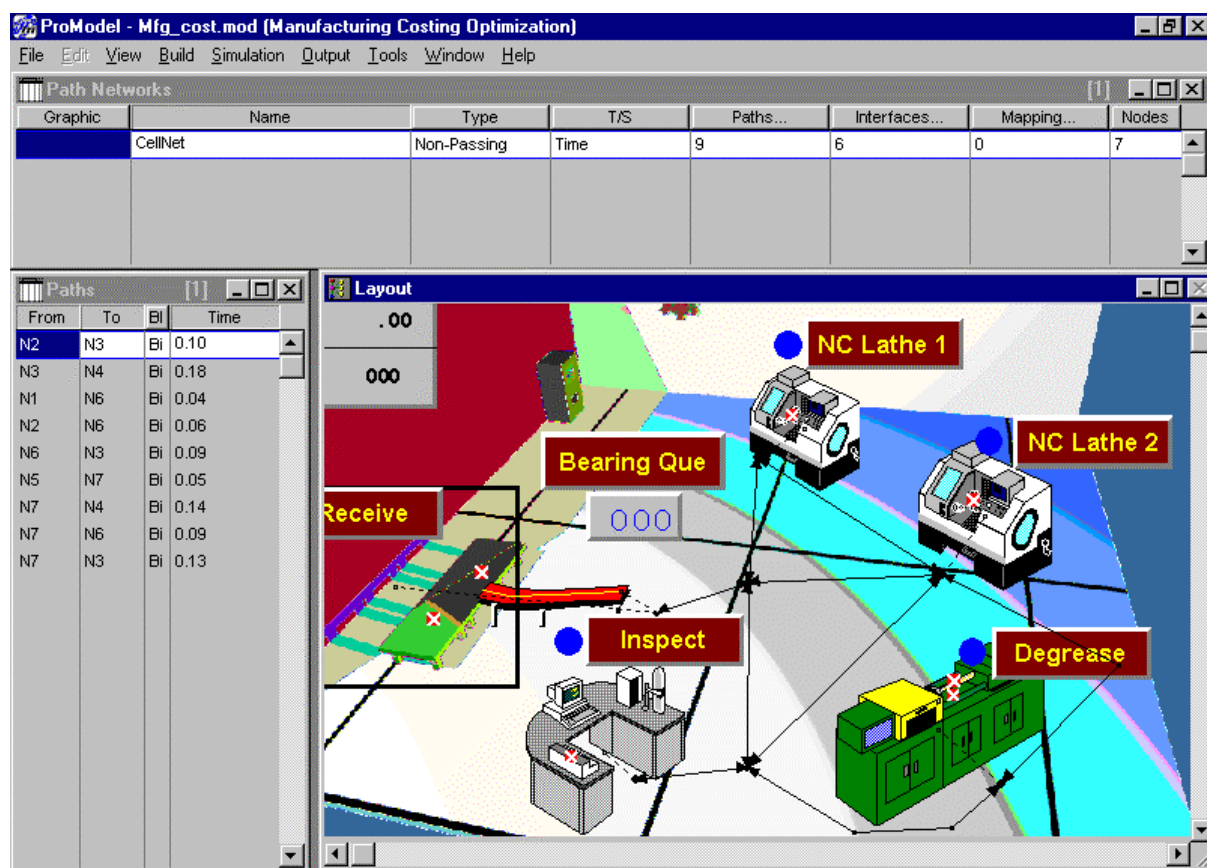 ProModel - Mfg_cost.mod (Manufacturing Costing Optimization)
File Edit View Build Simulation Output Tools Window Help
Path Networks [1]
Graphic Name Type T/S Paths... Interfaces... Mapping... Nodes
CellNet Non-Passing Time 9 6 0 7
Paths [1]
From To BI Time
N2 N3 Bi 0.10
N3 N4 Bi 0.18
N1 N6 Bi 0.04
N2 N6 Bi 0.06
N6 N3 Bi 0.09
N5 N7 Bi 0.05
N7 N4 Bi 0.14
N7 N6 Bi 0.09
N7 N3 Bi 0.13
Layout
.00
000
NC Lathe 1
NC Lathe 2
Bearing Que
000
Receive
Inspect
Degrease